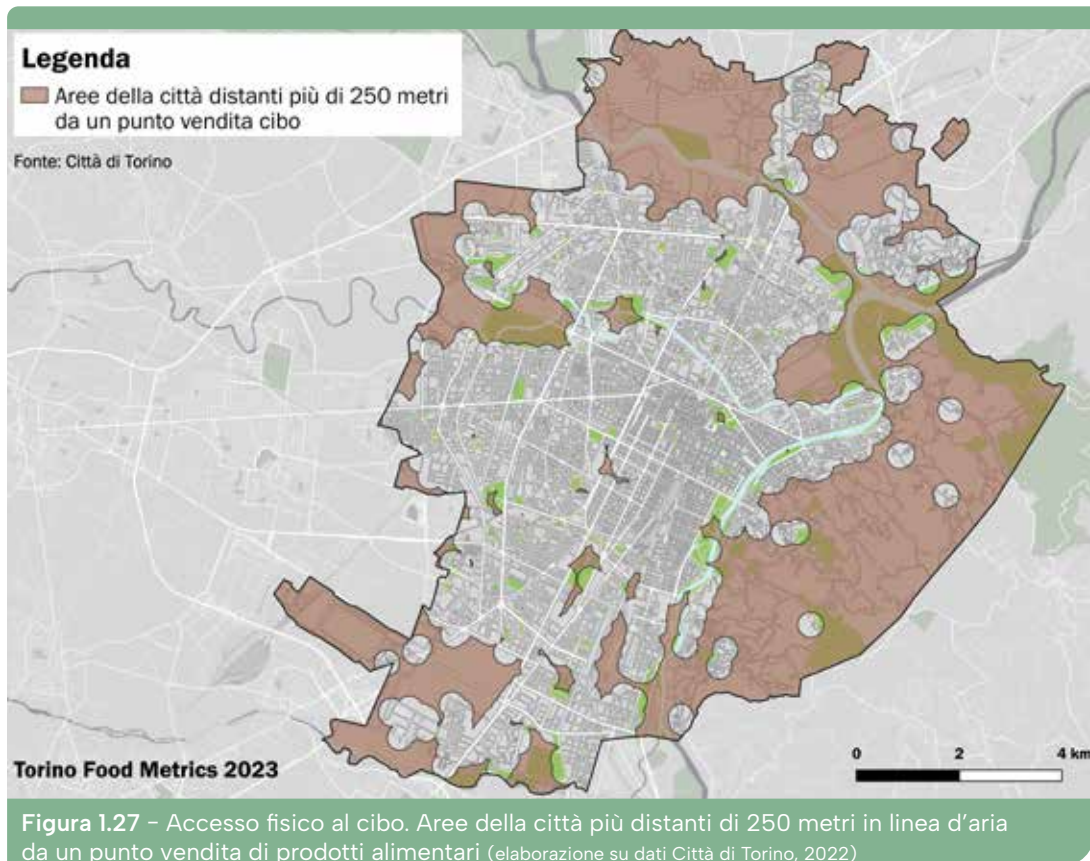 Legenda
Aree della città distanti più di 250 metri
da un punto vendita cibo
Fonte: Città di Torino
Torino Food Metrics 2023
0 2 4 km
Figura 1.27 - Accesso fisico al cibo. Aree della città più distanti di 250 metri in linea d'aria
da un punto vendita di prodotti alimentari (elaborazione su dati Città di Torino, 2022)